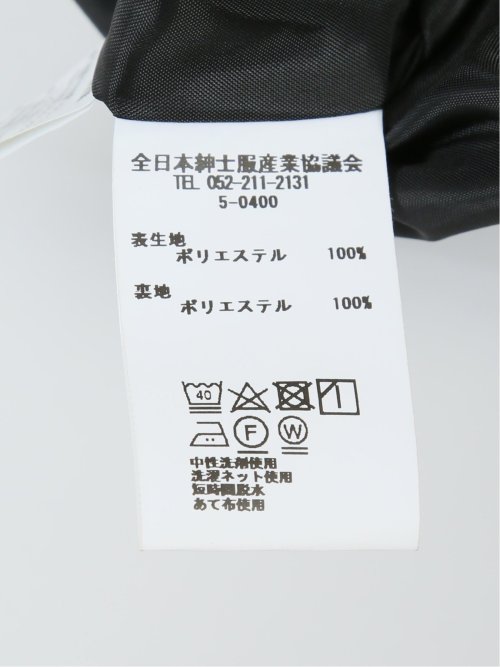 全日本紳士服産業協議会
TEL 052-211-2131
5-0400
表生地
ポリエステル 100%
裏地
ポリエステル 100%
40
F W
中性洗剤使用
洗濯ネット使用
短時間脱水
あて布使用